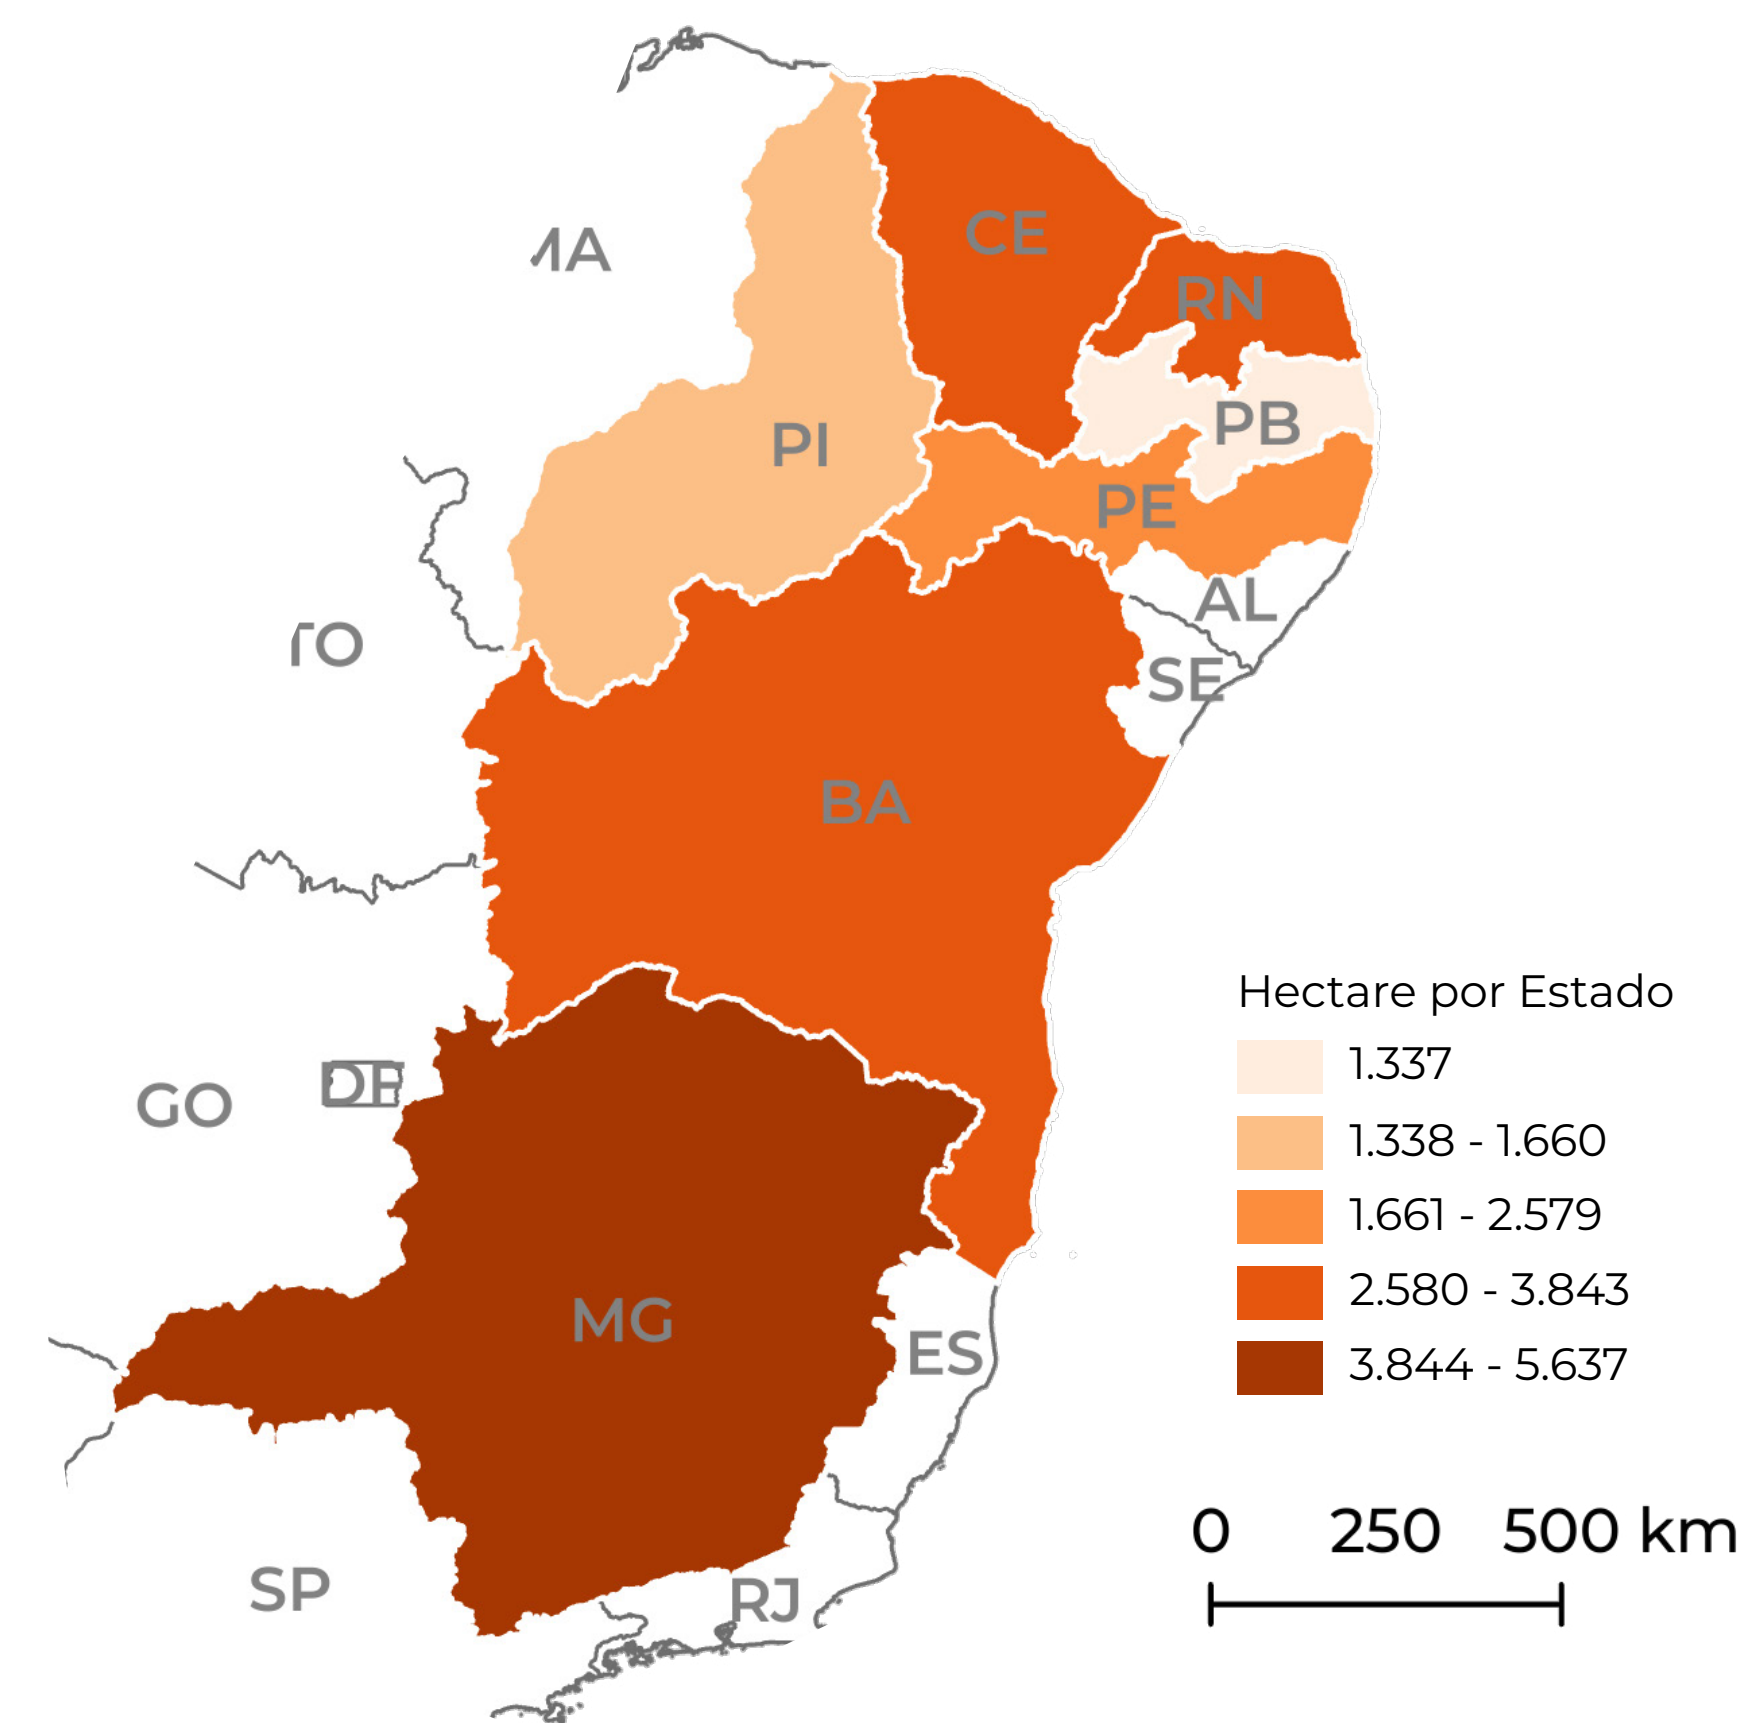 CE
MA
RN
PB
PI
PE
AL
TO
SE
BA
Hectare por Estado
1.337
DF
GO
1.338 - 1.660
1.661 - 2.579
2.580 - 3.843
MG
ES
3.844 - 5.637
0 250 500 km
SP
RJ